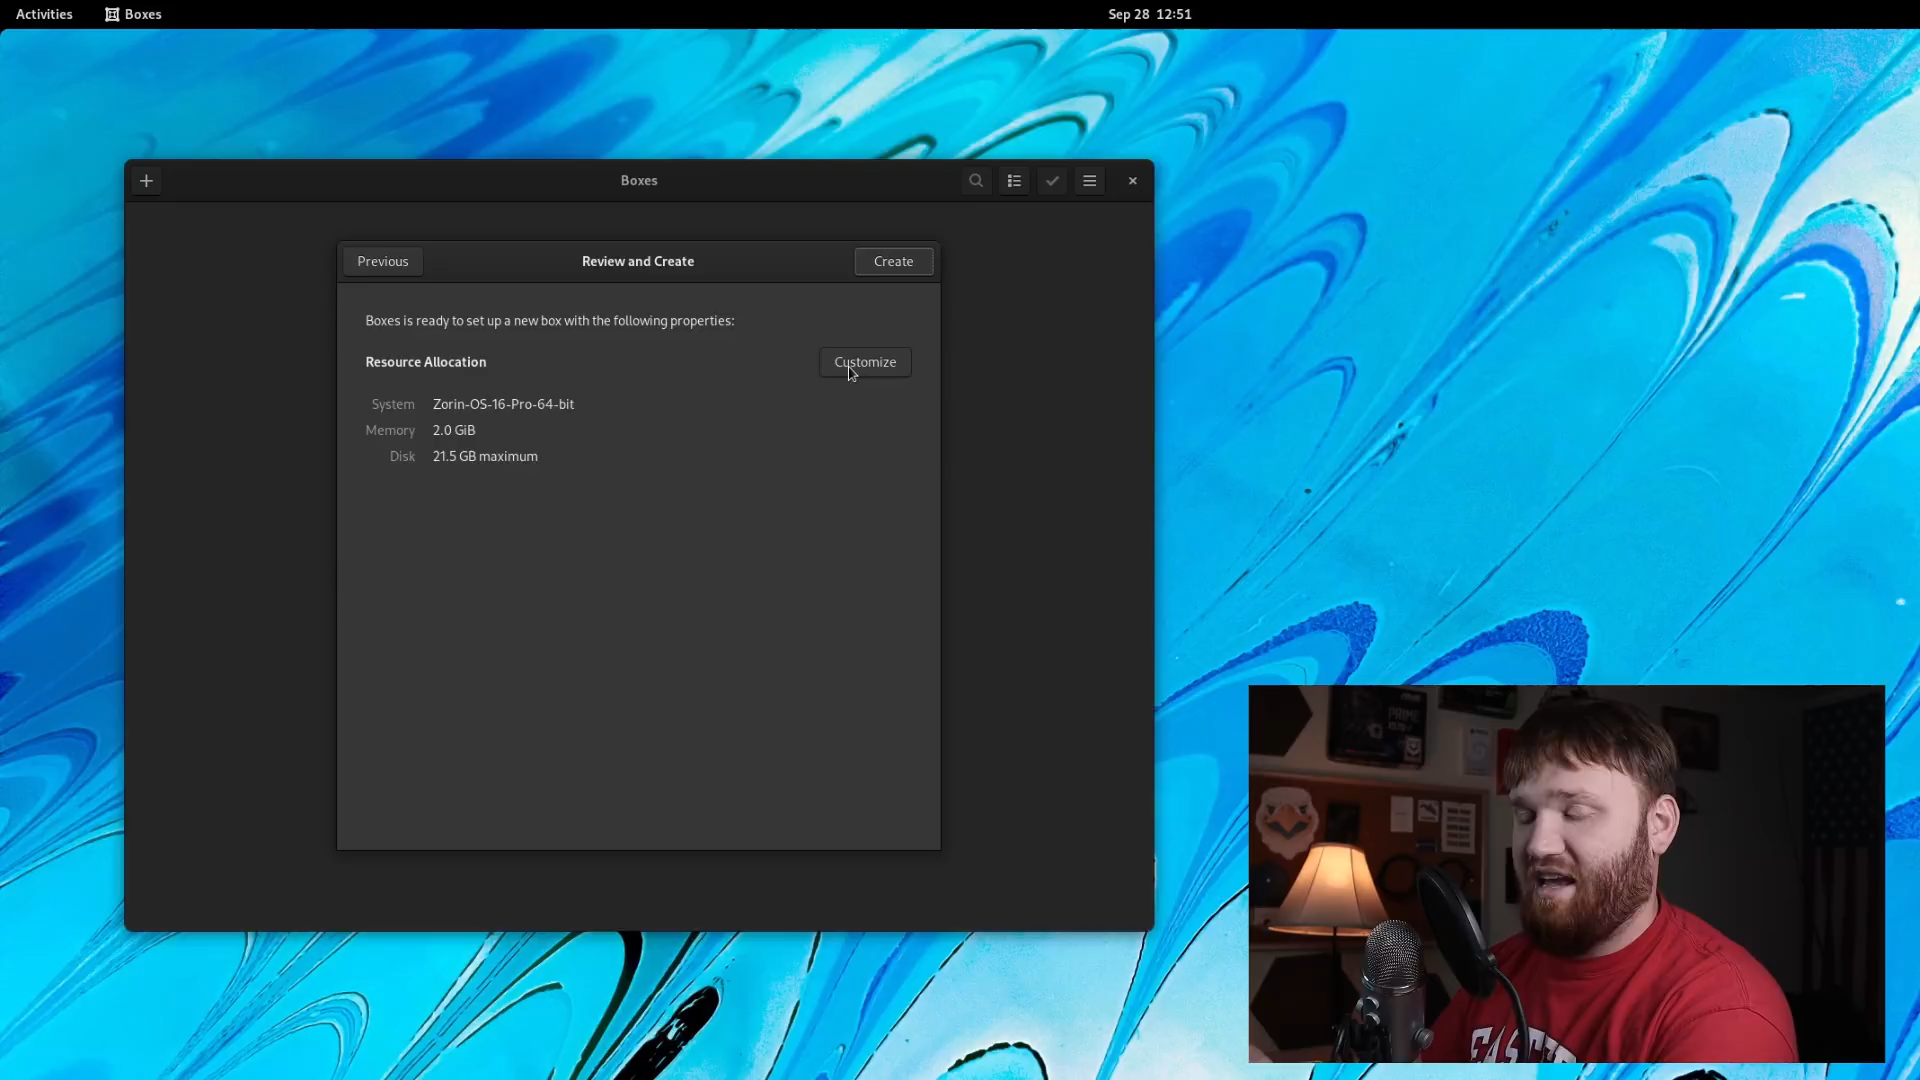 Activities
Boxes
Sep 28 12:51
Boxes
Previous
Review and Create
Create
Boxes is ready to set up a new box with the following properties:
Resource Allocation
Customize
System Zorin-OS-16-Pro-64-bit
Memory 2.0 GiB
Disk 21.5 GB maximum
PRIME